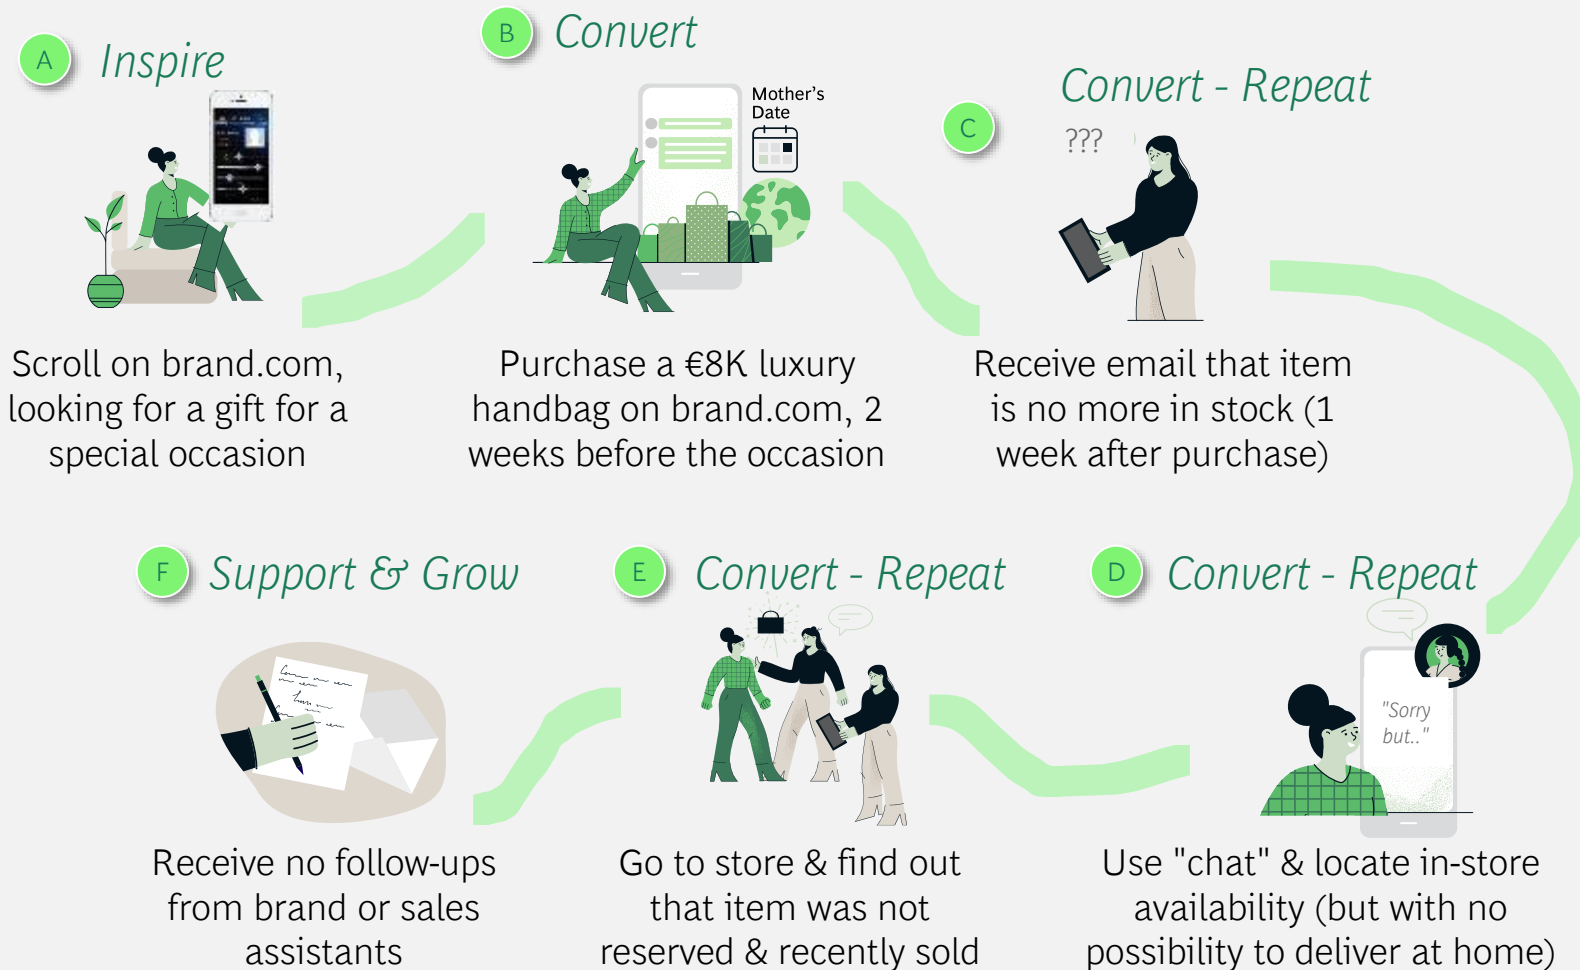 A
Inspire
Scroll on brand.com,
looking for a gift for a
special occasion
B
Convert
Mother's
Date
Purchase a €8K luxury
handbag on brand.com, 2
weeks before the occasion
C
Convert - Repeat
???
Receive email that item
is no more in stock (1
week after purchase)
D
Convert - Repeat
"Sorry
but.."
Use "chat" & locate in-store
availability (but with no
possibility to deliver at home)
E
Convert - Repeat
Go to store & find out
that item was not
reserved & recently sold
F
Support & Grow
Receive no follow-ups
from brand or sales
assistants